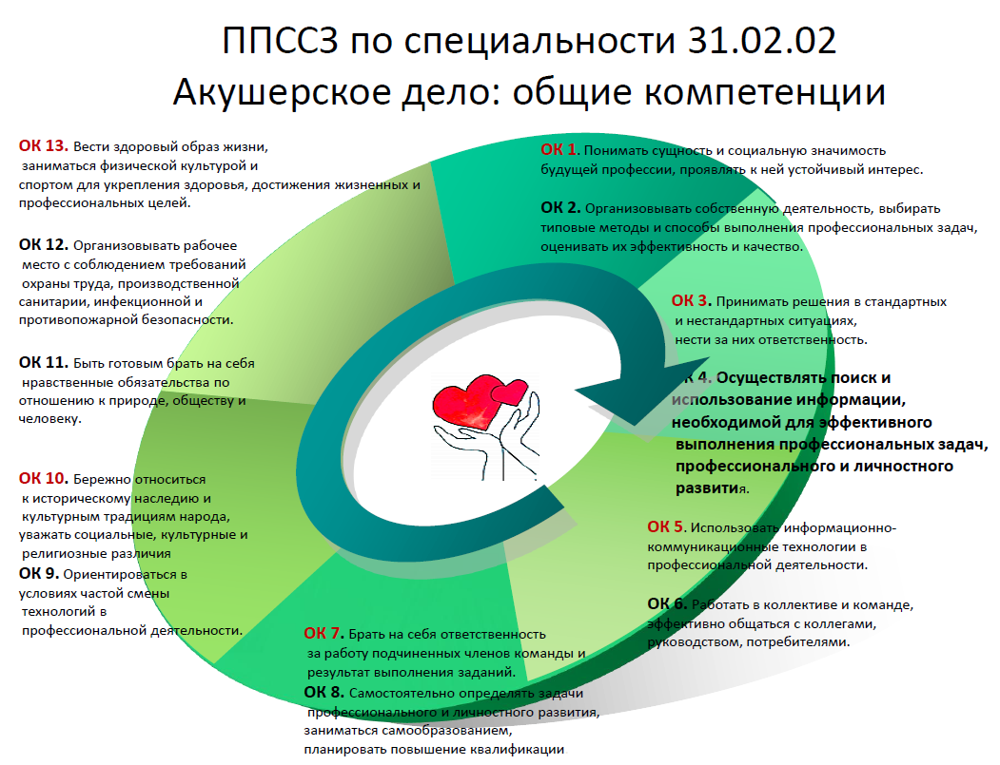 ППССЗ по специальности 31.02.02
Акушерское дело: общие компетенции
ОК 1. Понимать сущность и социальную значимость
будущей профессии, проявлять к ней устойчивый интерес.
ОК 2. Организовывать собственную деятельность, выбирать
типовые методы и способы выполнения профессиональных задач,
оценивать их эффективность и качество.
ОК 3. Принимать решения в стандартных
и нестандартных ситуациях,
нести за них ответственность.
ОК 4. Осуществлять поиск и
использование информации,
необходимой для эффективного
выполнения профессиональных задач,
профессионального и личностного
развития.
ОК 5. Использовать информационно-
коммуникационные технологии в
профессиональной деятельности.
ОК 6. Работать в коллективе и команде,
эффективно общаться с коллегами,
руководством, потребителями.
ОК 7. Брать на себя ответственность
за работу подчиненных членов команды и
результат выполнения заданий.
ОК 8. Самостоятельно определять задачи
профессионального и личностного развития,
заниматься самообразованием,
планировать повышение квалификации
ОК 13. Вести здоровый образ жизни,
заниматься физической культурой и
спортом для укрепления здоровья, достижения жизненных и
профессиональных целей.
ОК 12. Организовывать рабочее
место с соблюдением требований
охраны труда, производственной
санитарии, инфекционной и
противопожарной безопасности.
ОК 11. Быть готовым брать на себя
нравственные обязательства по
отношению к природе, обществу и
человеку.
ОК 10. Бережно относиться
к историческому наследию и
культурным традициям народа,
уважать социальные, культурные и
религиозные различия
ОК 9. Ориентироваться в
условиях частой смены
технологий в
профессиональной деятельности.